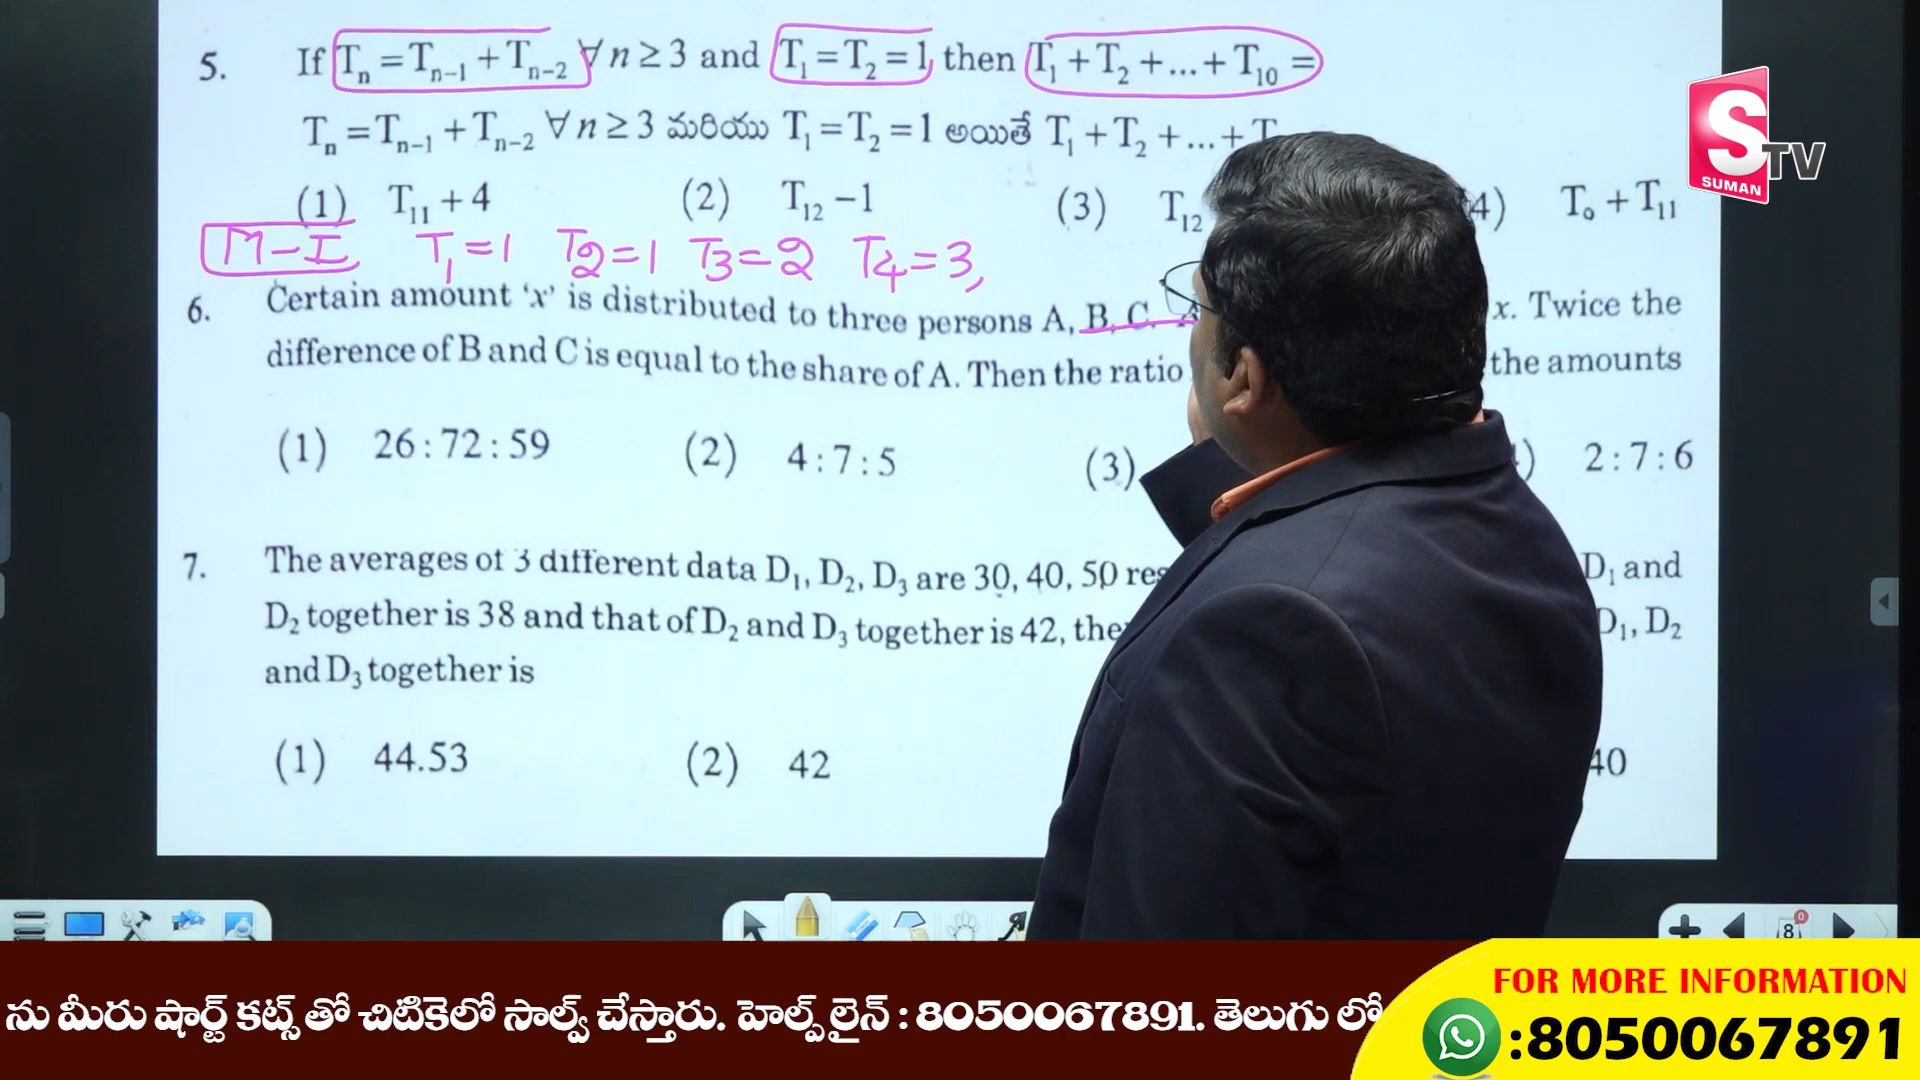 5. If Tₙ = Tₙ₋₁ + Tₙ₋₂ ∀ n ≥ 3 and T₁ = T₂ = 1, then T₁ + T₂ + ... + T₁₀ =
Tₙ = Tₙ₋₁ + Tₙ₋₂ ∀ n ≥ 3 మరియు T₁ = T₂ = 1 అయితే T₁ + T₂ + ... + T
(1) T₁₁ + 4 (2) T₁₂ – 1 (3) T₁₂ 4) T₀ + T₁₁
M-I T₁=1 T2=1 T3=2 T4=3,
6. Certain amount ‘x’ is distributed to three persons A, B, C. x. Twice the
difference of B and C is equal to the share of A. Then the ratio the amounts
(1) 26 : 72 : 59 (2) 4 : 7 : 5 (3) ) 2 : 7 : 6
7. The averages of 3 different data D₁, D₂, D₃ are 30, 40, 50 D₁ and
D₂ together is 38 and that of D₂ and D₃ together is 42, D₁, D₂
and D₃ together is
(1) 44.53 (2) 42 40
S TV
SUMAN
8
0
ను మీరు షార్ట్ కట్స్ తో చిటికెలో సాల్వ్ చేస్తారు. హెల్ప్ లైన్ : 8050067891. తెలుగు లో
FOR MORE INFORMATION
:8050067891